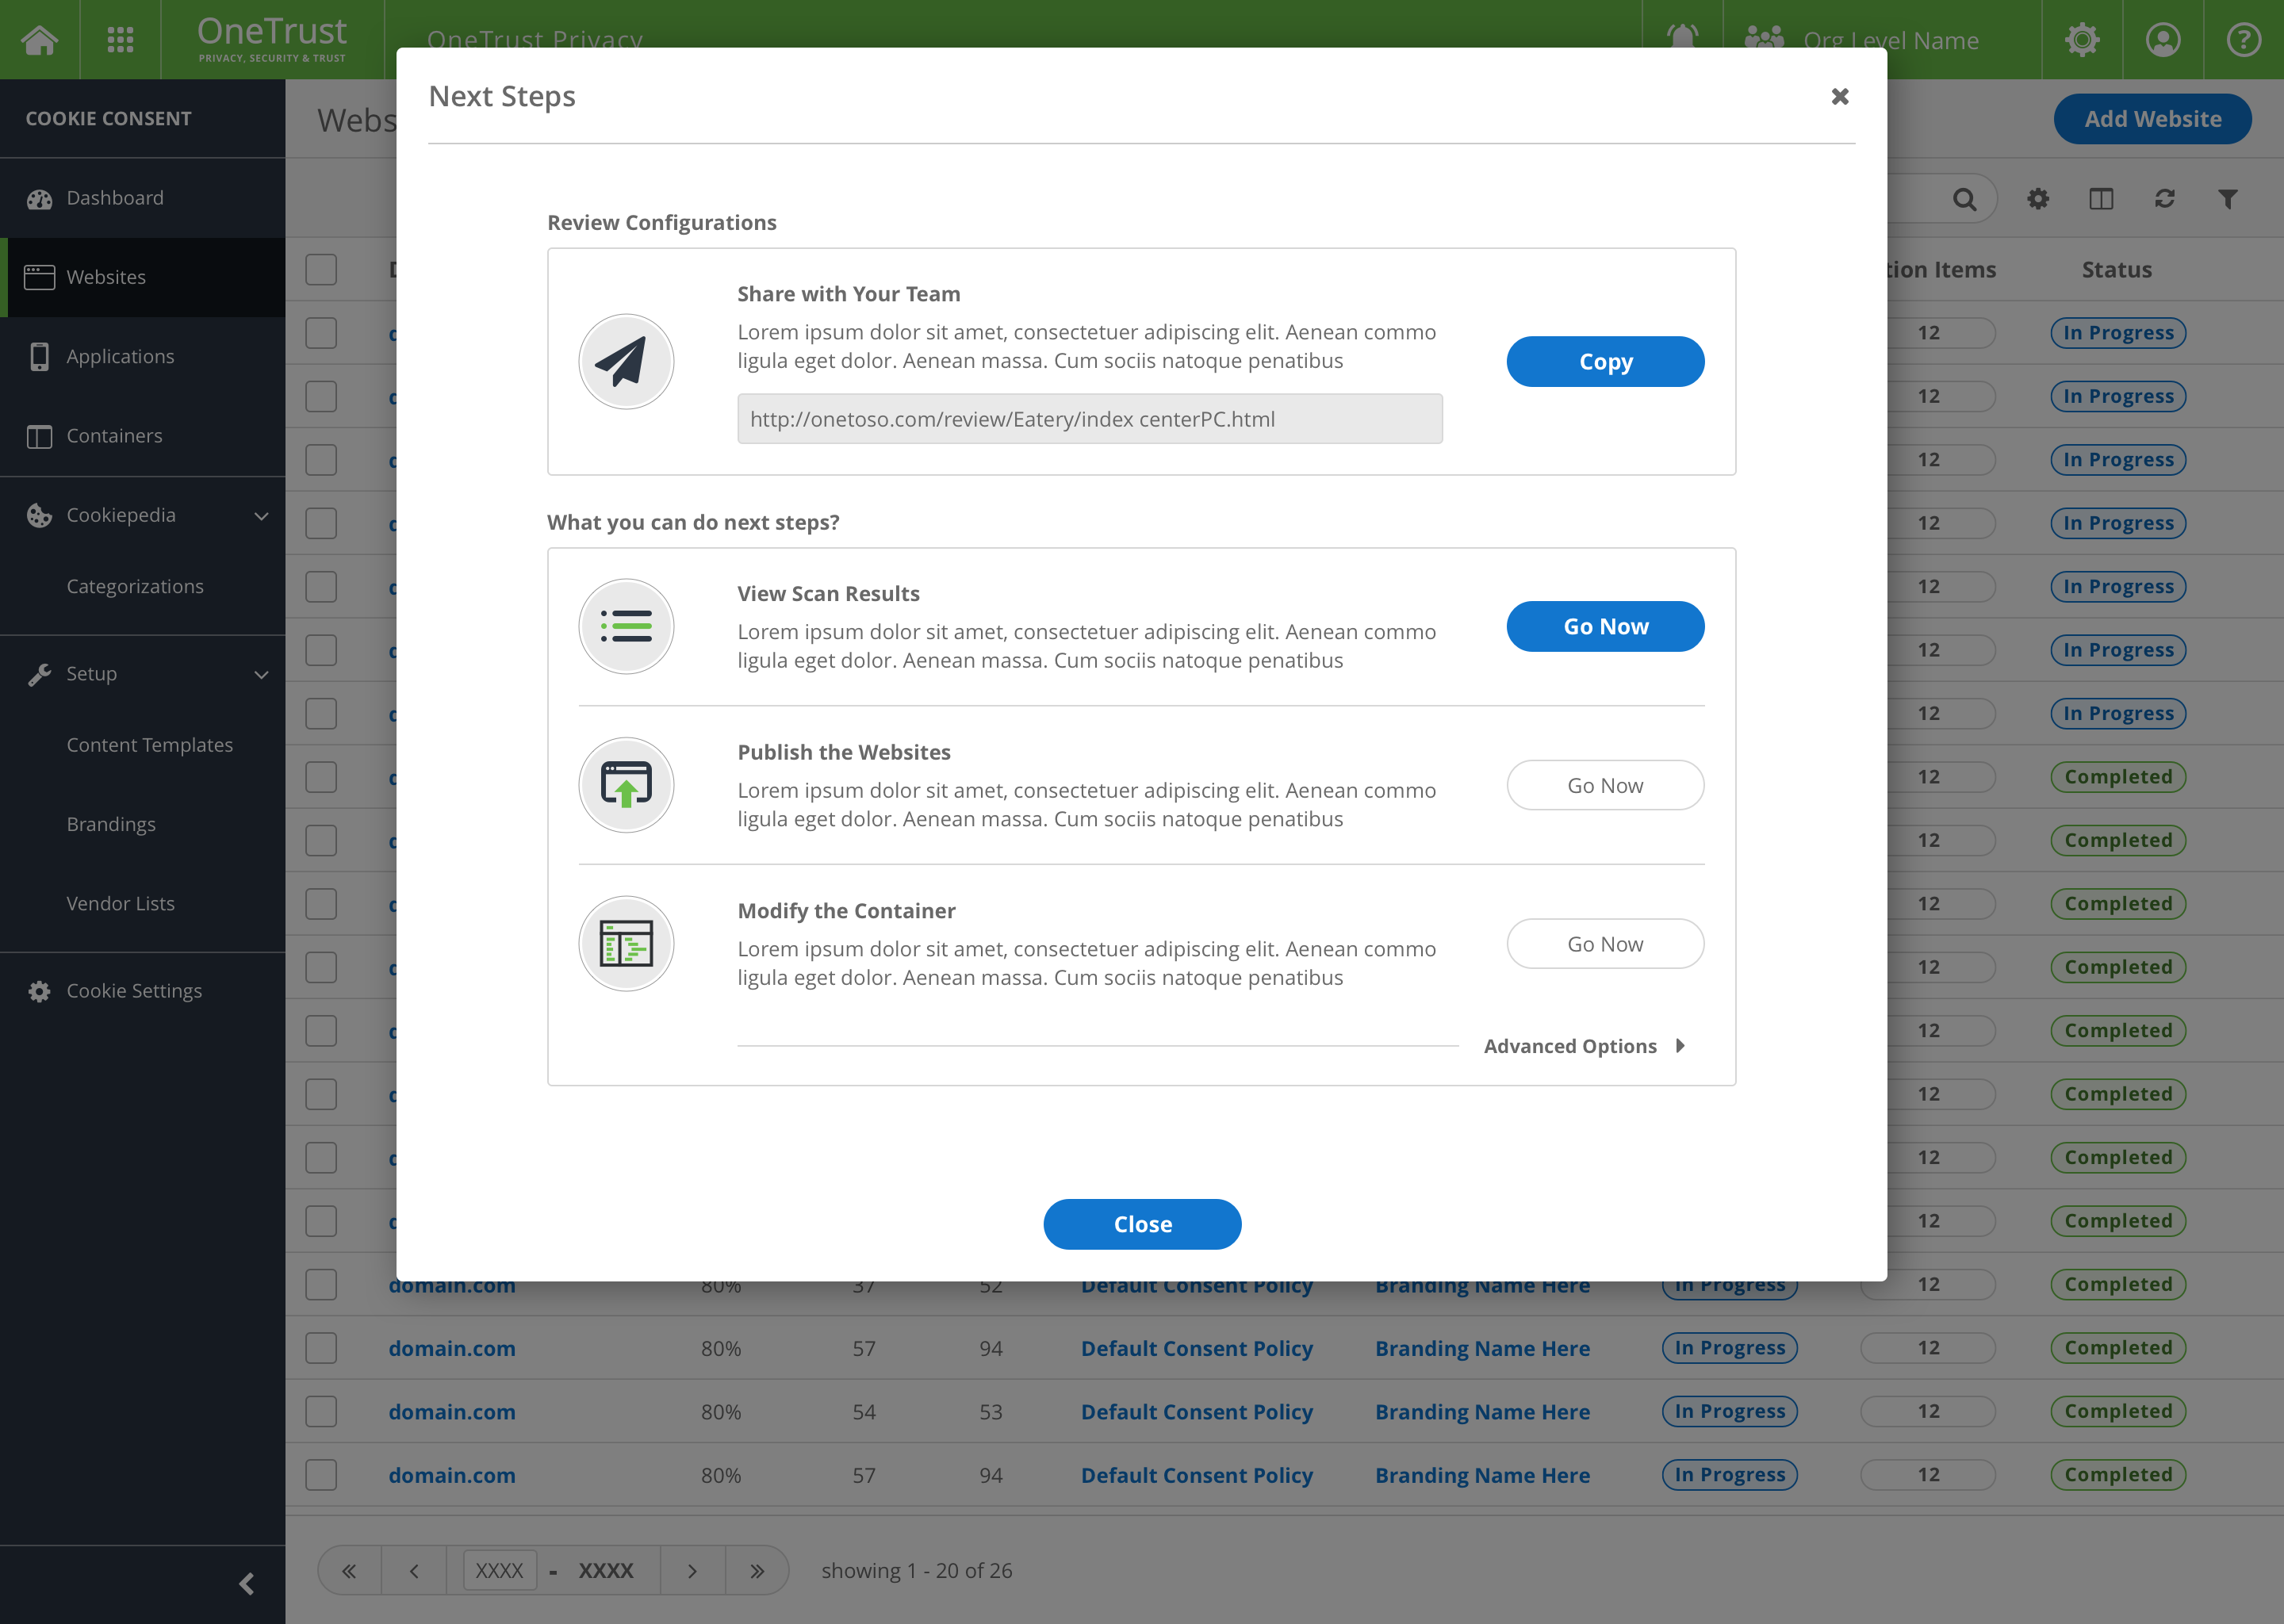 OneTrust
PRIVACY, SECURITY & TRUST
OneTrust Privacy
Org Level Name
COOKIE CONSENT
Dashboard
Websites
Applications
Containers
Cookiepedia
Categorizations
Setup
Content Templates
Brandings
Vendor Lists
Cookie Settings
Webs
Add Website
tion Items Status
12 In Progress
12 In Progress
12 In Progress
12 In Progress
12 In Progress
12 In Progress
12 In Progress
12 Completed
12 Completed
12 Completed
12 Completed
12 Completed
12 Completed
12 Completed
12 Completed
Next Steps
Review Configurations
Share with Your Team
Lorem ipsum dolor sit amet, consectetuer adipiscing elit. Aenean commo
ligula eget dolor. Aenean massa. Cum sociis natoque penatibus
http://onetoso.com/review/Eatery/index centerPC.html
Copy
What you can do next steps?
View Scan Results
Lorem ipsum dolor sit amet, consectetuer adipiscing elit. Aenean commo
ligula eget dolor. Aenean massa. Cum sociis natoque penatibus
Go Now
Publish the Websites
Lorem ipsum dolor sit amet, consectetuer adipiscing elit. Aenean commo
ligula eget dolor. Aenean massa. Cum sociis natoque penatibus
Go Now
Modify the Container
Lorem ipsum dolor sit amet, consectetuer adipiscing elit. Aenean commo
ligula eget dolor. Aenean massa. Cum sociis natoque penatibus
Go Now
Advanced Options
Close
domain.com 80% 37 52 Default Consent Policy Branding Name Here In Progress 12 Completed
domain.com 80% 57 94 Default Consent Policy Branding Name Here In Progress 12 Completed
domain.com 80% 54 53 Default Consent Policy Branding Name Here In Progress 12 Completed
domain.com 80% 57 94 Default Consent Policy Branding Name Here In Progress 12 Completed
XXXX - XXXX showing 1 - 20 of 26